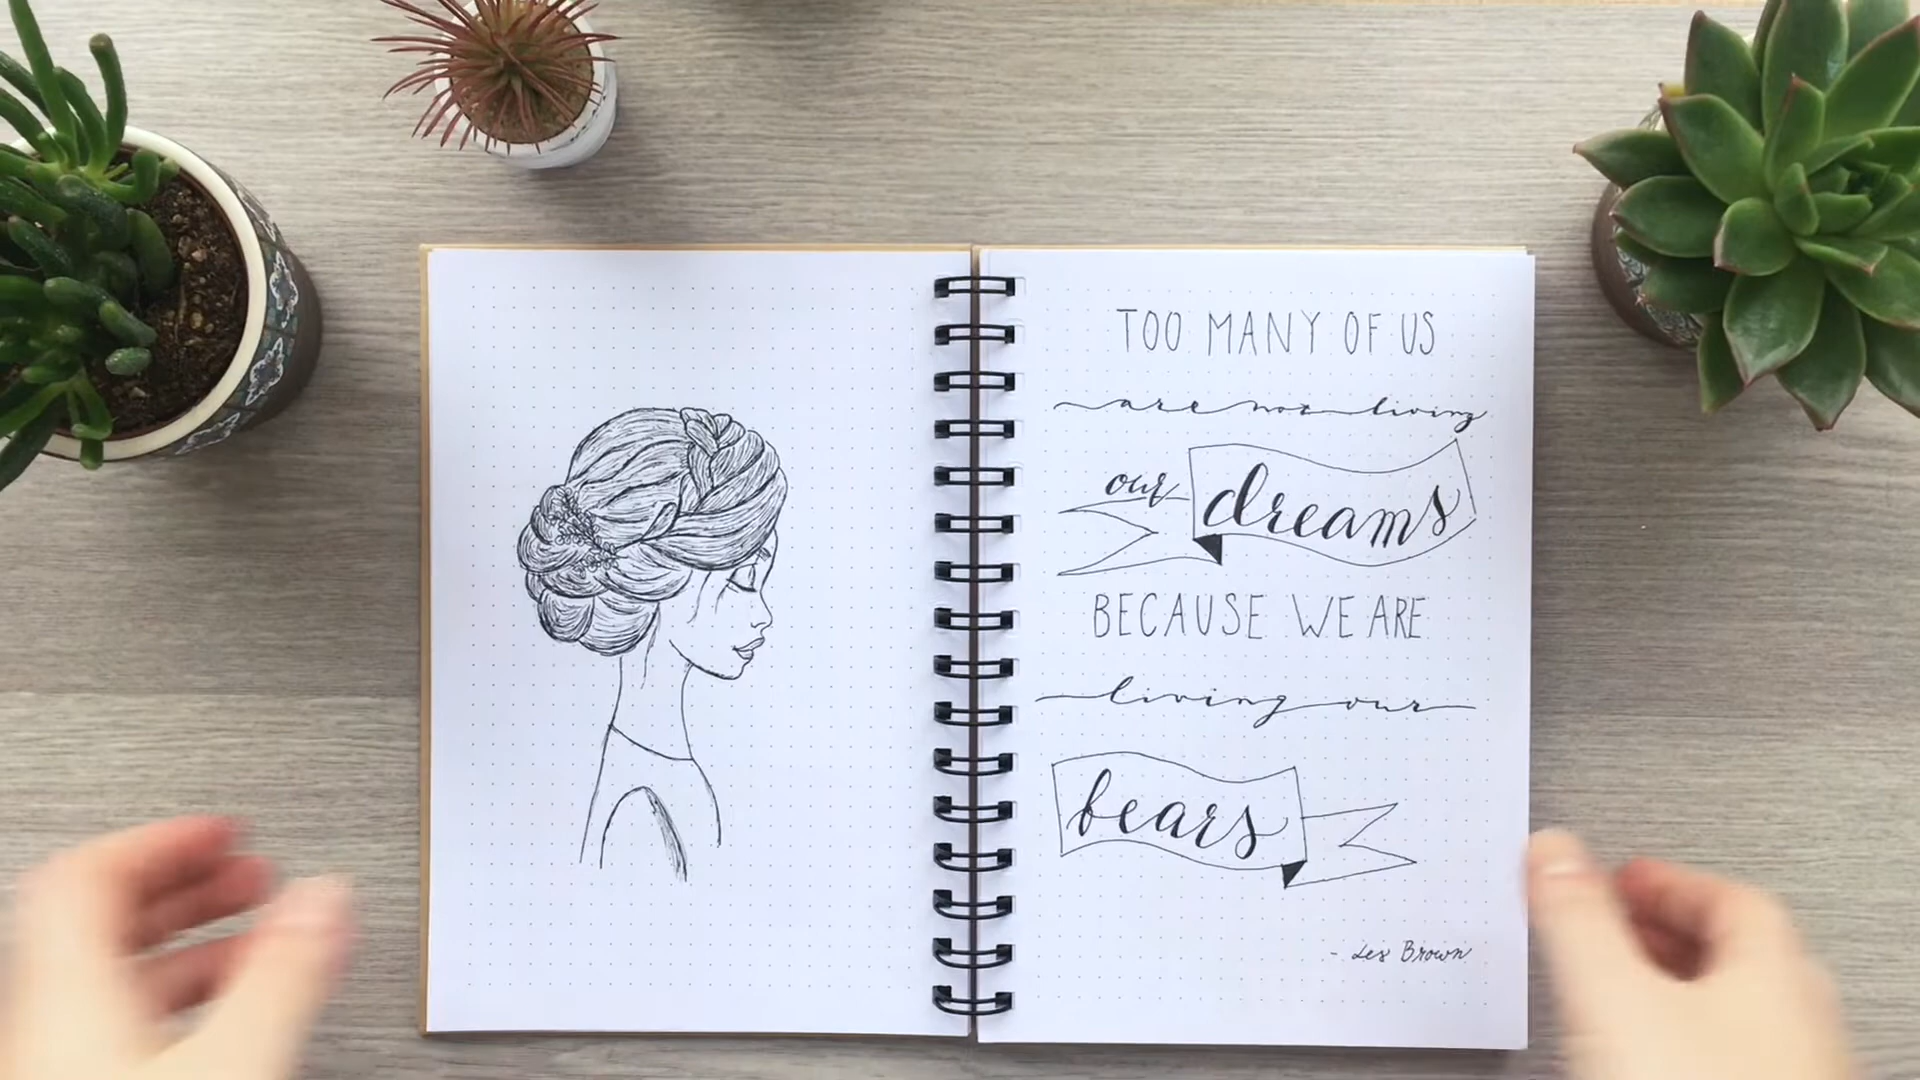 TOO MANY OF US
are not living
our dreams
BECAUSE WE ARE
living our
fears
- Les Brown